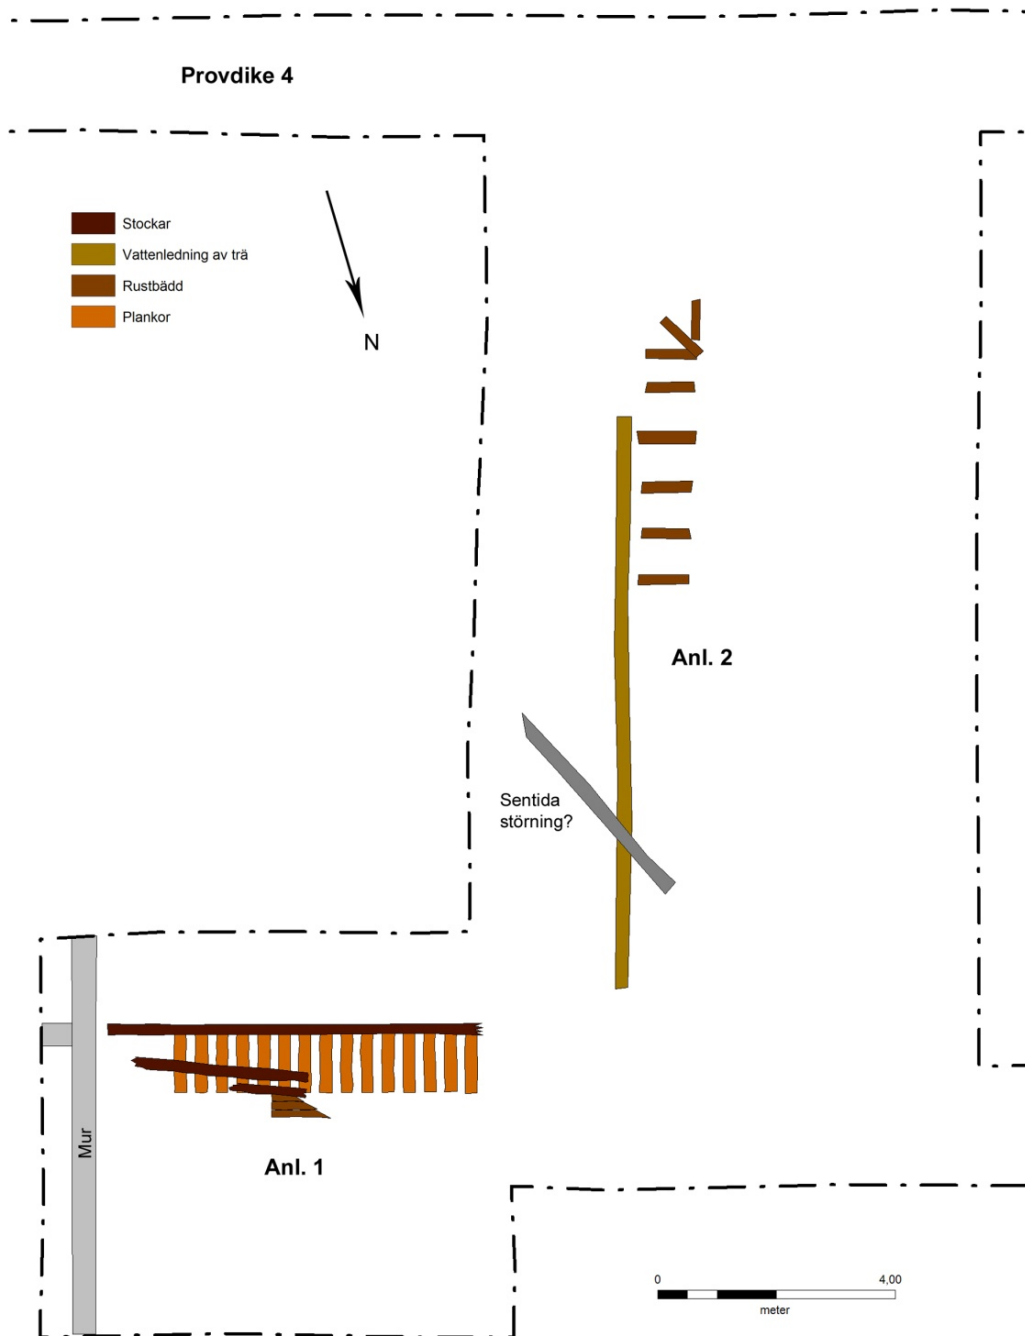 Provdike 4
Stockar
Vattenledning av trä
Rustbädd
Plankor
N
Anl. 2
Sentida
störning?
Mur
Anl. 1
0 4,00
meter